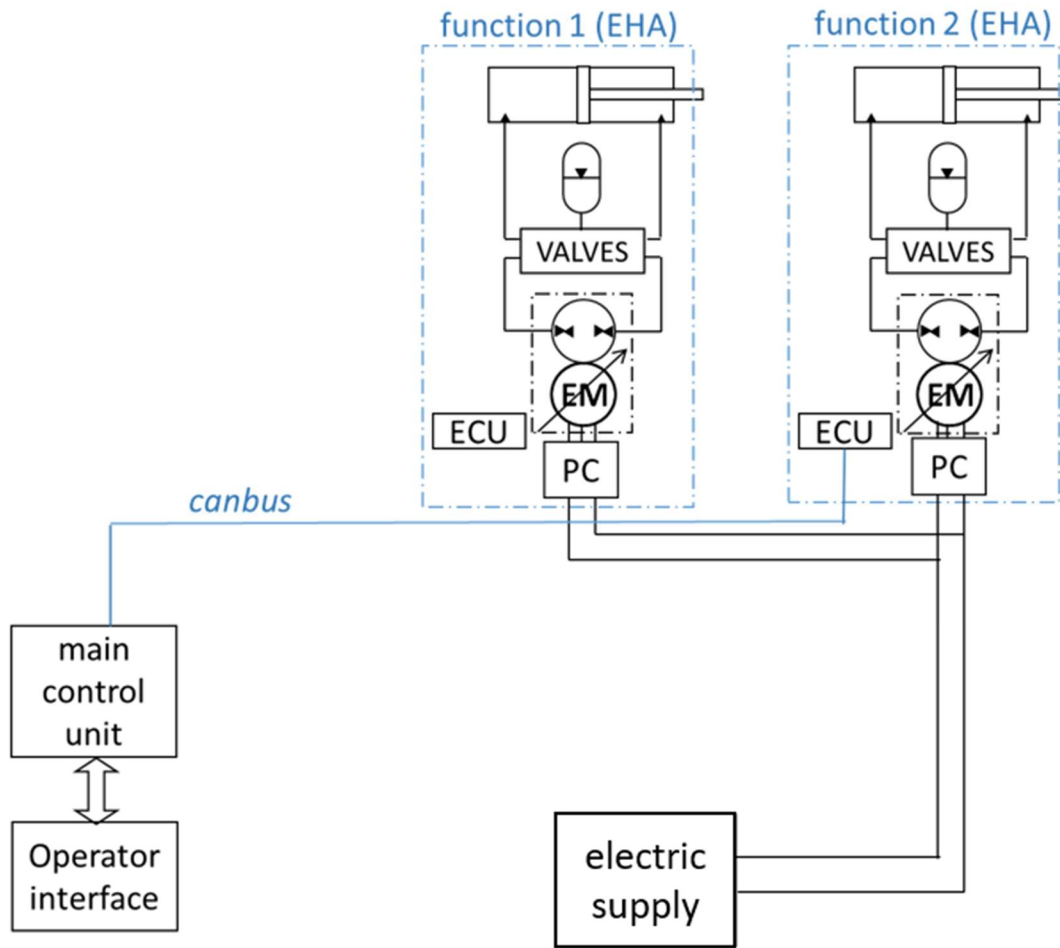 function 1 (EHA)
function 2 (EHA)
VALVES
VALVES
EM
EM
ECU
ECU
PC
PC
canbus
main
control
unit
Operator
interface
electric
supply